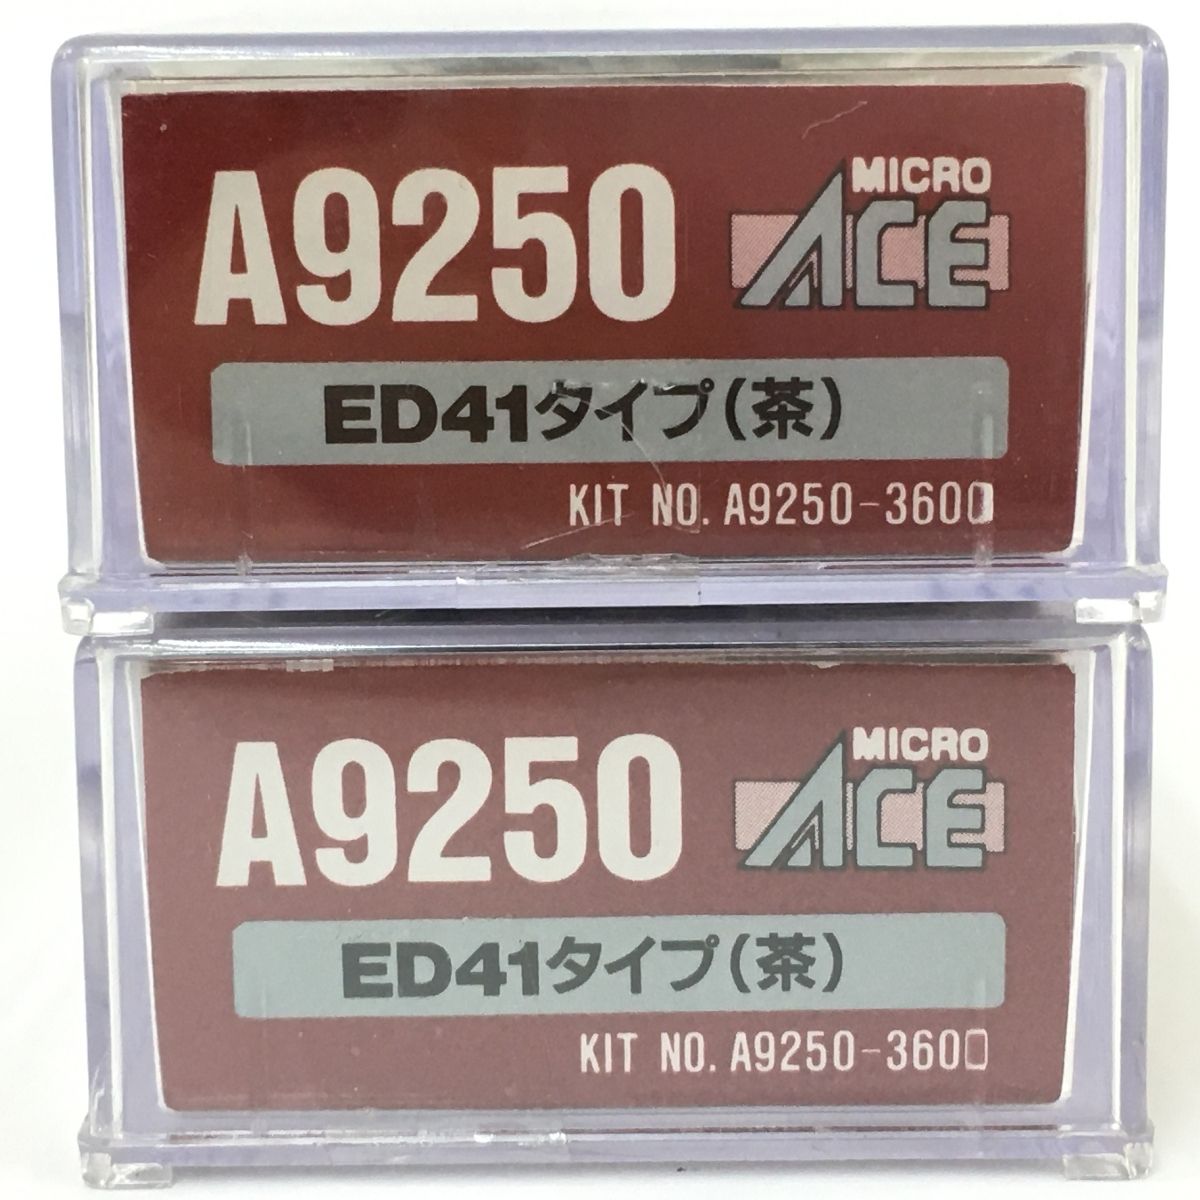 A9250
MICRO
ACE
ED41タイプ(茶)
KIT NO. A9250-3600
A9250
MICRO
ACE
ED41タイプ(茶)
KIT NO. A9250-3600